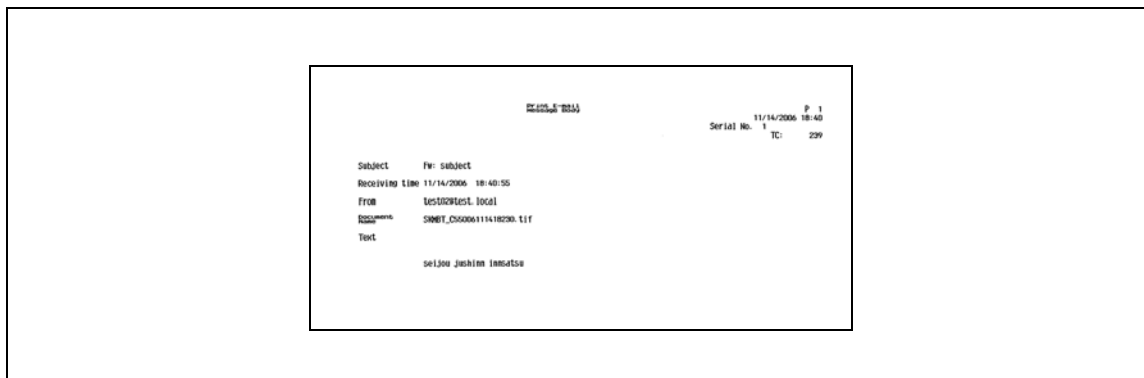 Print E-mail
Message Body
P 1
11/14/2006 18:40
Serial No. 1
TC: 239
Subject Fw: subject
Receiving time 11/14/2006 18:40:55
From test02@test.local
Document
Name SKMBT_C55006111418230.tif
Text
seijou jushinn innsatsu